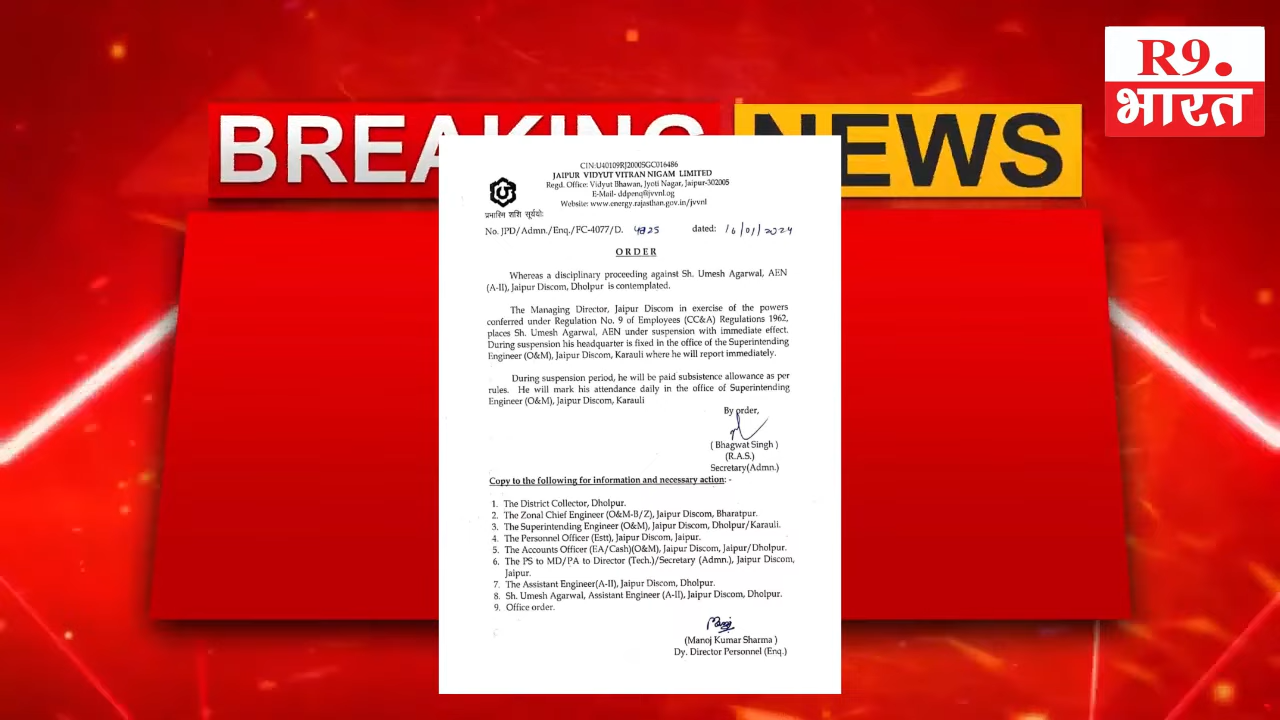 R9.
भारत
BREAKING NEWS
CIN:U40109RJ2000SGC016486
JAIPUR VIDYUT VITRAN NIGAM LIMITED
Regd. Office: Vidyut Bhawan, Jyoti Nagar, Jaipur-302005
E-Mail- ddpenq@jvvnl.og
Website: www.energy.rajasthan.gov.in/jvvnl
प्रभास्मि शशि सूर्ययोः
No. JPD/Admn./Enq./FC-4077/D. 4825 dated: 16/01/2024
ORDER
Whereas a disciplinary proceeding against Sh. Umesh Agarwal, AEN
(A-II), Jaipur Discom, Dholpur is contemplated.
The Managing Director, Jaipur Discom in exercise of the powers
conferred under Regulation No. 9 of Employees (CC&A) Regulations 1962,
places Sh. Umesh Agarwal, AEN under suspension with immediate effect.
During suspension his headquarter is fixed in the office of the Superintending
Engineer (O&M), Jaipur Discom, Karauli where he will report immediately.
During suspension period, he will be paid subsistence allowance as per
rules. He will mark his attendance daily in the office of Superintending
Engineer (O&M), Jaipur Discom, Karauli
By order,
( Bhagwat Singh )
(R.A.S.)
Secretary(Admn.)
Copy to the following for information and necessary action: -
1. The District Collector, Dholpur.
2. The Zonal Chief Engineer (O&M-B/Z), Jaipur Discom, Bharatpur.
3. The Superintending Engineer (O&M), Jaipur Discom, Dholpur/Karauli.
4. The Personnel Officer (Estt), Jaipur Discom, Jaipur.
5. The Accounts Officer (EA/Cash)(O&M), Jaipur Discom, Jaipur/Dholpur.
6. The PS to MD/PA to Director (Tech.)/Secretary (Admn.), Jaipur Discom,
Jaipur.
7. The Assistant Engineer(A-II), Jaipur Discom, Dholpur.
8. Sh. Umesh Agarwal, Assistant Engineer (A-II), Jaipur Discom, Dholpur.
9. Office order.
(Manoj Kumar Sharma )
Dy. Director Personnel (Enq.)